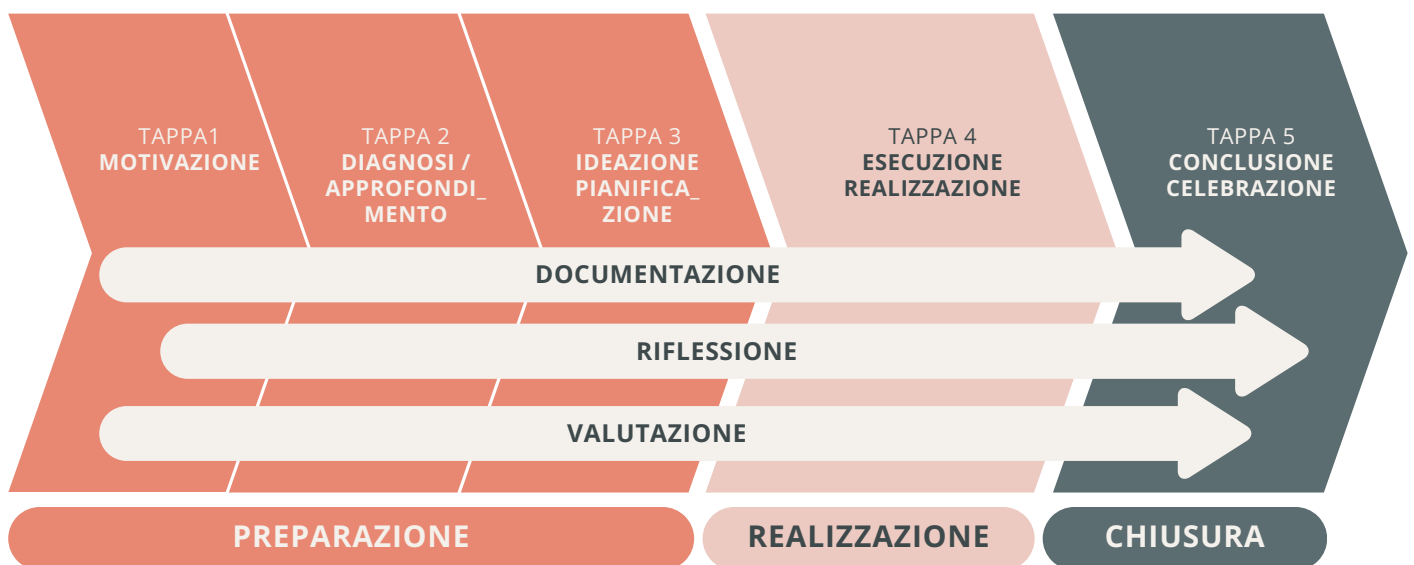 TAPPA1
MOTIVAZIONE
TAPPA 2
DIAGNOSI /
APPROFONDI_
MENTO
TAPPA 3
IDEAZIONE
PIANIFICA_
ZIONE
TAPPA 4
ESECUZIONE
REALIZZAZIONE
TAPPA 5
CONCLUSIONE
CELEBRAZIONE
DOCUMENTAZIONE
RIFLESSIONE
VALUTAZIONE
PREPARAZIONE
REALIZZAZIONE
CHIUSURA